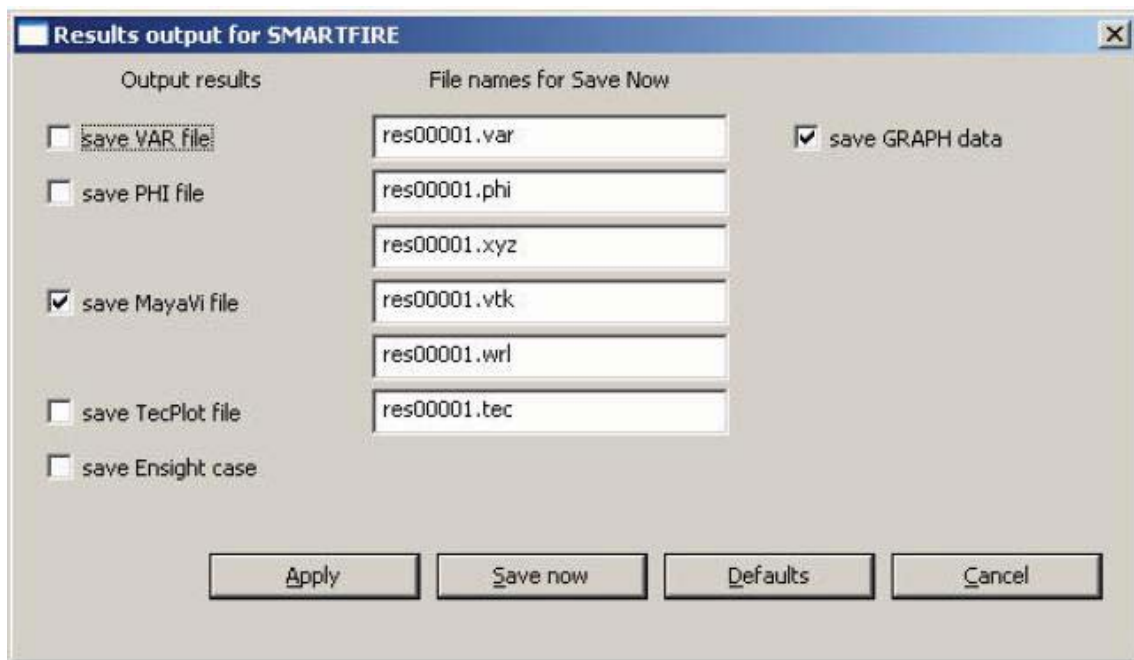 Results output for SMARTFIRE
Output results
File names for Save Now
save VAR file
res00001.var
save GRAPH data
save PHI file
res00001.phi
res00001.xyz
save MayaVi file
res00001.vtk
res00001.wrl
save TecPlot file
res00001.tec
save Ensight case
Apply
Save now
Defaults
Cancel